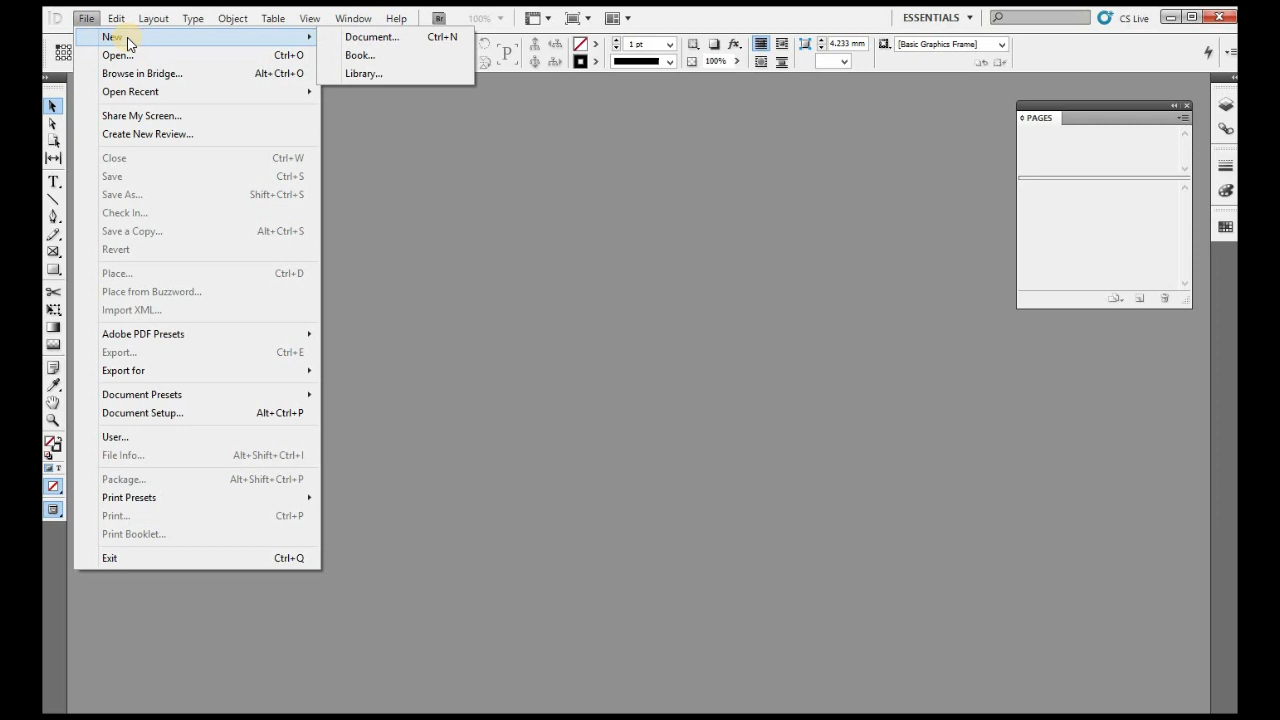 ID File Edit Layout Type Object Table View Window Help Br 100% ESSENTIALS CS Live
1 pt 4.233 mm [Basic Graphics Frame]
100%
New
Open... Ctrl+O
Browse in Bridge... Alt+Ctrl+O
Open Recent
Share My Screen...
Create New Review...
Close Ctrl+W
Save Ctrl+S
Save As... Shift+Ctrl+S
Check In...
Save a Copy... Alt+Ctrl+S
Revert
Place... Ctrl+D
Place from Buzzword...
Import XML...
Adobe PDF Presets
Export... Ctrl+E
Export for
Document Presets
Document Setup... Alt+Ctrl+P
User...
File Info... Alt+Shift+Ctrl+I
Package... Alt+Shift+Ctrl+P
Print Presets
Print... Ctrl+P
Print Booklet...
Exit Ctrl+Q
Document... Ctrl+N
Book...
Library...
PAGES